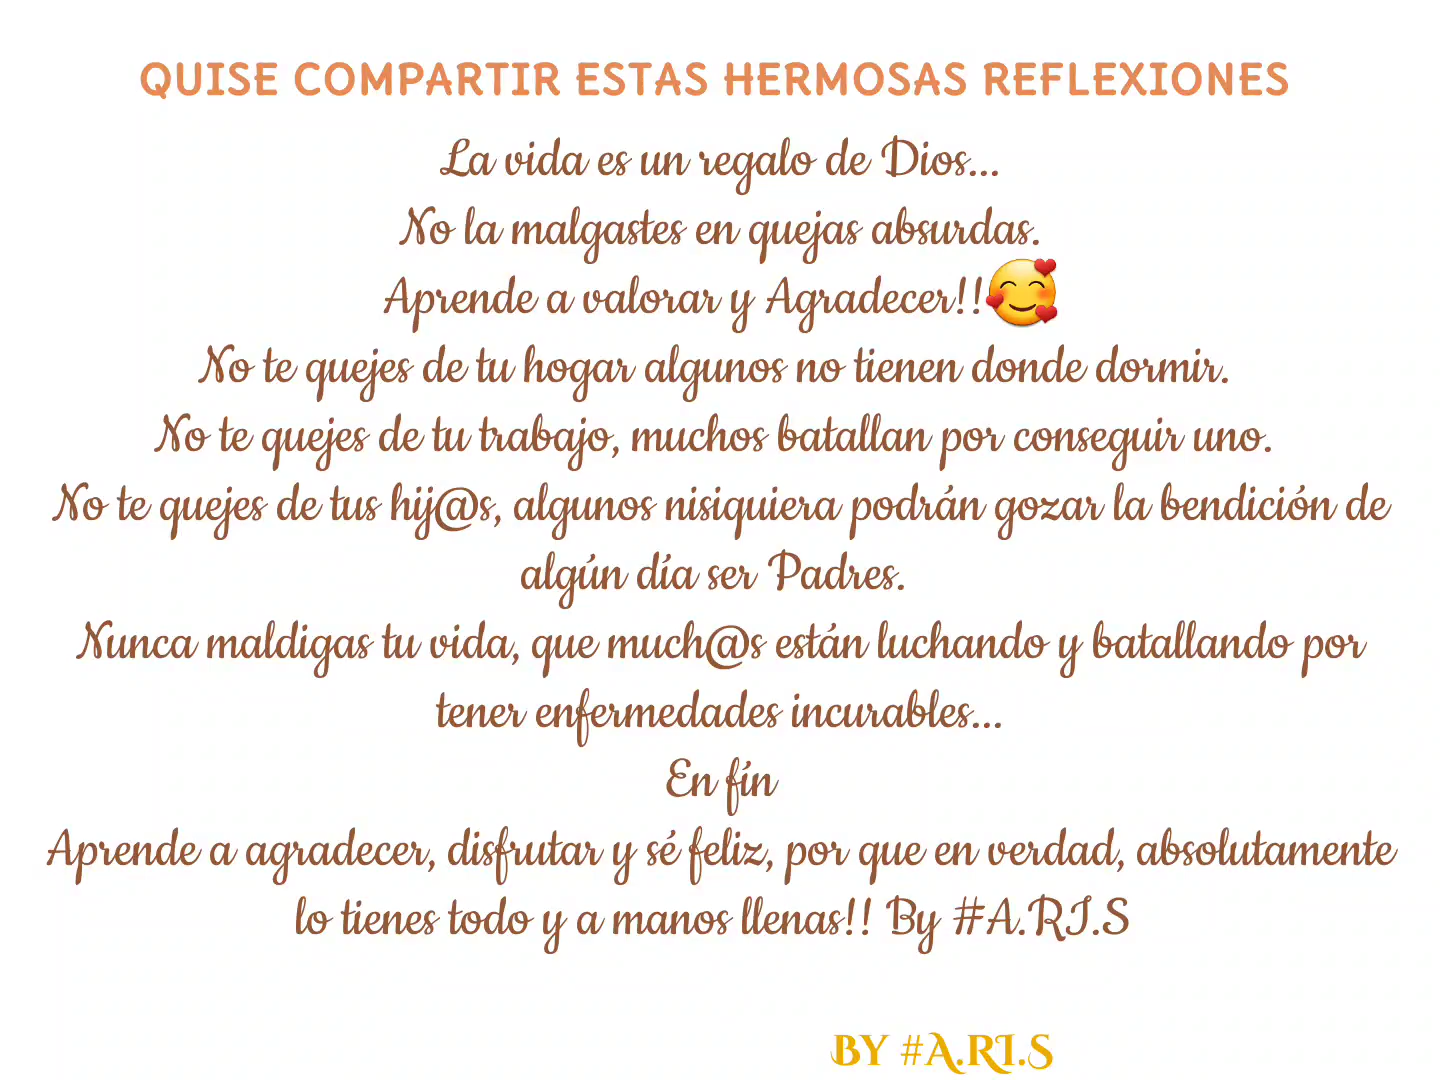 QUISE COMPARTIR ESTAS HERMOSAS REFLEXIONES
La vida es un regalo de Dios...
No la malgastes en quejas absurdas.
Aprende a valorar y Agradecer!!🥰
No te quejes de tu hogar algunos no tienen donde dormir.
No te quejes de tu trabajo, muchos batallan por conseguir uno.
No te quejes de tus hij@s, algunos nisiquiera podrán gozar la bendición de
algún día ser Padres.
Nunca maldigas tu vida, que much@s están luchando y batallando por
tener enfermedades incurables...
En fín
Aprende a agradecer, disfrutar y sé feliz, por que en verdad, absolutamente
lo tienes todo y a manos llenas!! By #A.RI.S
BY #A.RI.S